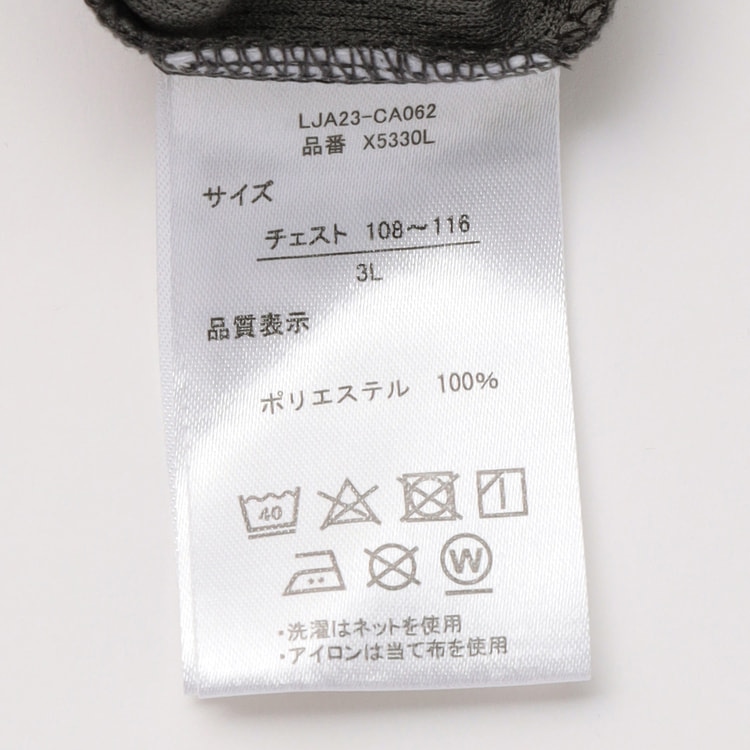 LJA23-CA062
品番 X5330L
サイズ
チェスト 108～116
3L
品質表示
ポリエステル 100%
40
W
・洗濯はネットを使用
・アイロンは当て布を使用